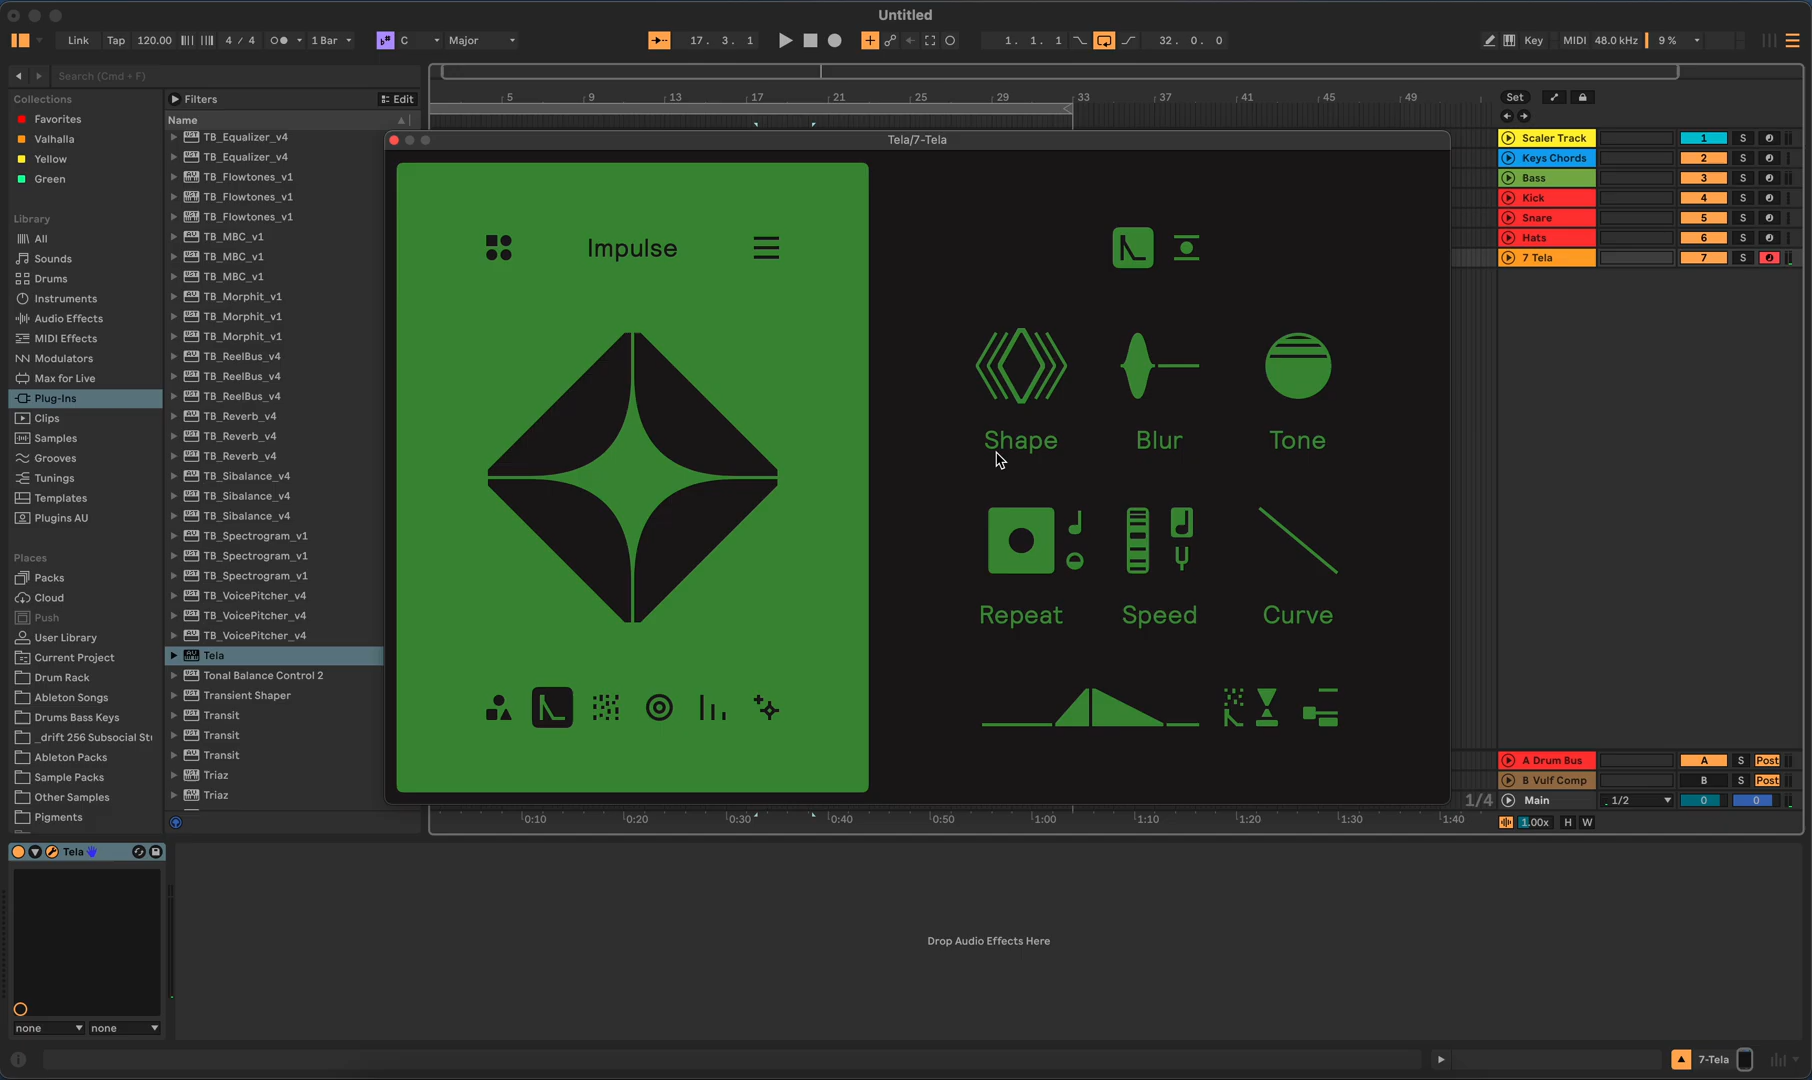 Untitled
Link Tap 120.00 4 / 4 1 Bar C Major 17. 3. 1 1. 1. 1 32. 0. 0 Key MIDI 48.0 kHz 9 %
Search (Cmd + F)
Collections
Favorites
Valhalla
Yellow
Green
Library
All
Sounds
Drums
Instruments
Audio Effects
MIDI Effects
Modulators
Max for Live
Plug-Ins
Clips
Samples
Grooves
Tunings
Templates
Plugins AU
Places
Packs
Cloud
Push
User Library
Current Project
Drum Rack
Ableton Songs
Drums Bass Keys
_drift 256 Subsocial Stu
Ableton Packs
Sample Packs
Other Samples
Pigments
Filters Edit
Name
TB_Equalizer_v4
TB_Equalizer_v4
TB_Flowtones_v1
TB_Flowtones_v1
TB_Flowtones_v1
TB_MBC_v1
TB_MBC_v1
TB_MBC_v1
TB_Morphit_v1
TB_Morphit_v1
TB_Morphit_v1
TB_ReelBus_v4
TB_ReelBus_v4
TB_ReelBus_v4
TB_Reverb_v4
TB_Reverb_v4
TB_Reverb_v4
TB_Sibalance_v4
TB_Sibalance_v4
TB_Sibalance_v4
TB_Spectrogram_v1
TB_Spectrogram_v1
TB_Spectrogram_v1
TB_VoicePitcher_v4
TB_VoicePitcher_v4
TB_VoicePitcher_v4
Tela
Tonal Balance Control 2
Transient Shaper
Transit
Transit
Transit
Triaz
Triaz
5 9 13 17 21 25 29 33 37 41 45 49
Tela/7-Tela
Impulse
Shape Blur Tone
Repeat Speed Curve
0:10 0:20 0:30 0:40 0:50 1:00 1:10 1:20 1:30 1:40
Set
Scaler Track 1 S
Keys Chords 2 S
Bass 3 S
Kick 4 S
Snare 5 S
Hats 6 S
7 Tela 7 S
A Drum Bus A S Post
B Vulf Comp B S Post
1/4 Main 1/2 0 0
1.00x H W
Tela
none none
Drop Audio Effects Here
7-Tela